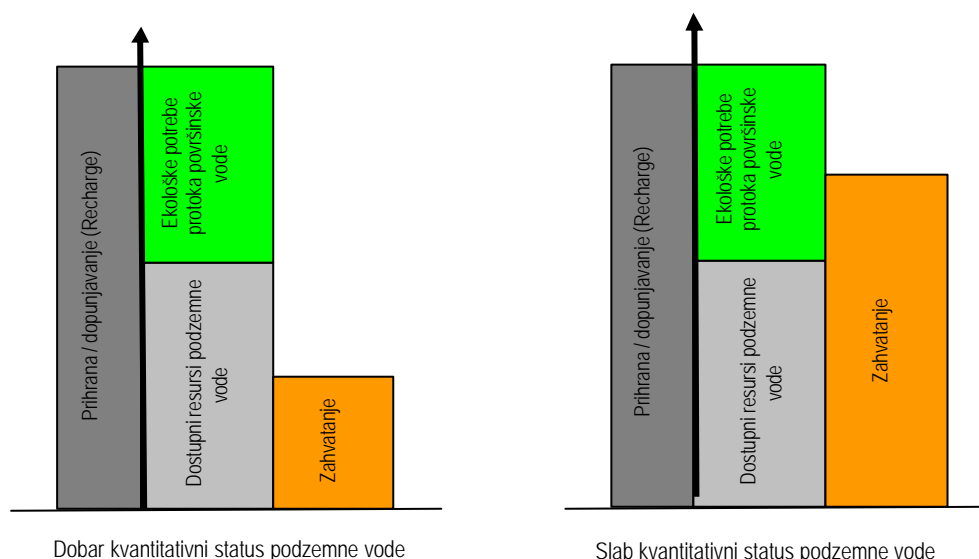 Prihrana / dopunjavanje (Recharge)
Ekološke potrebe
protoka površinske
vode
Dostupni resursi podzemne
vode
Zahvatanje
Dobar kvantitativni status podzemne vode
Prihrana / dopunjavanje (Recharge)
Ekološke potrebe
protoka površinske
vode
Dostupni resursi podzemne
vode
Zahvatanje
Slab kvantitativni status podzemne vode